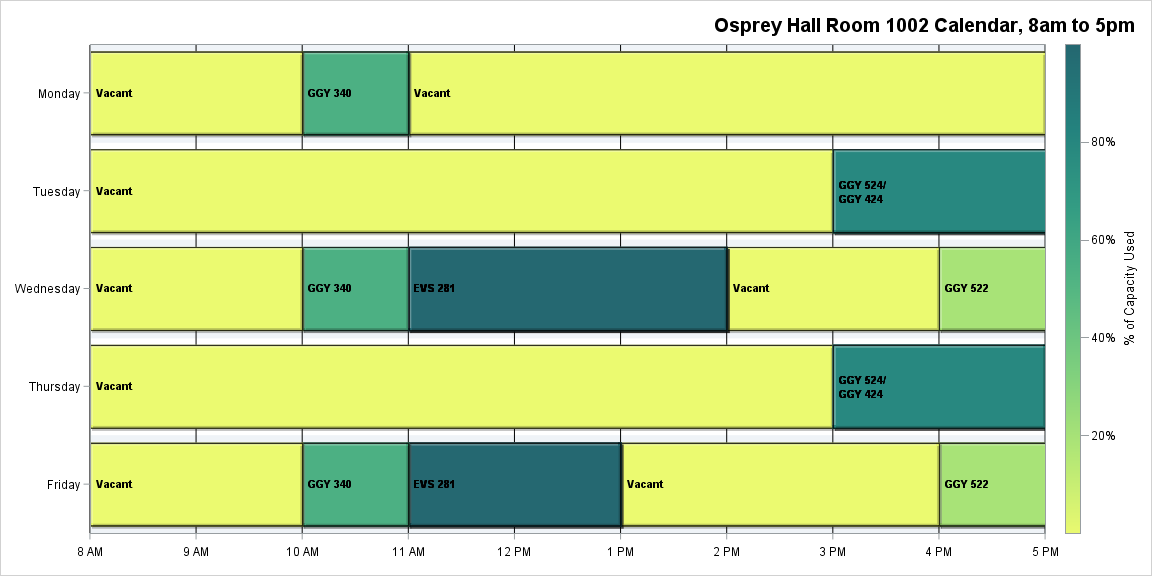 Osprey Hall Room 1002 Calendar, 8am to 5pm
Monday
Vacant
GGY 340
Vacant
Tuesday
Vacant
GGY 524/
GGY 424
Wednesday
Vacant
GGY 340
EVS 281
Vacant
GGY 522
Thursday
Vacant
GGY 524/
GGY 424
Friday
Vacant
GGY 340
EVS 281
Vacant
GGY 522
8 AM
9 AM
10 AM
11 AM
12 PM
1 PM
2 PM
3 PM
4 PM
5 PM
80%
60%
40%
20%
% of Capacity Used